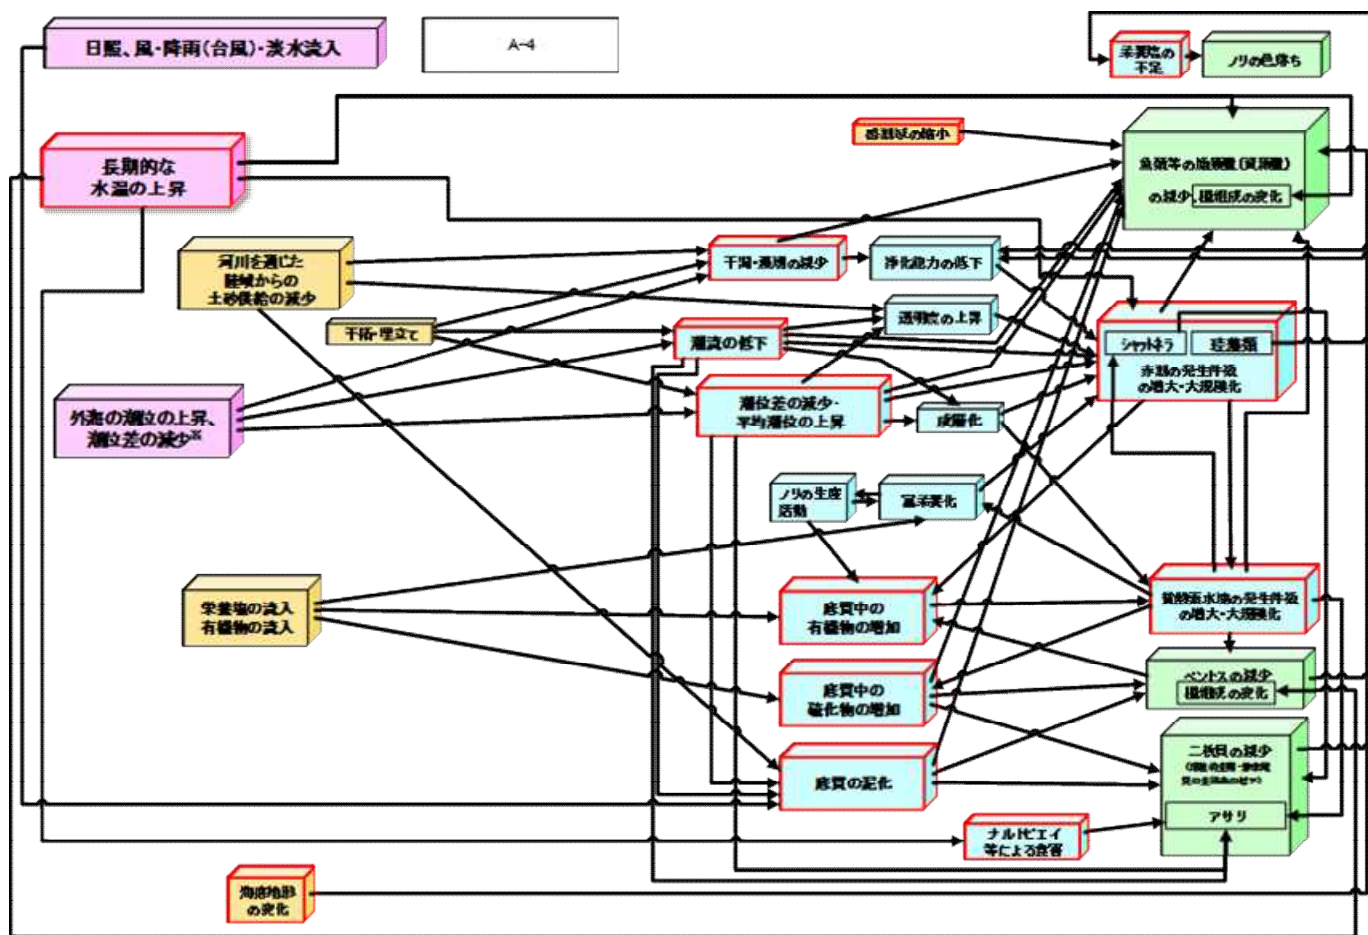 日照、風・降雨(台風)・淡水流入
A-4
栄養塩の
不足
ノリの色落ち
長期的な
水温の上昇
藻場域の縮小
魚類等の資源量(漁獲量)
の減少、種組成の変化
河川を通じた
陸域からの
土砂供給の減少
干潟・藻場の減少
浄化能力の低下
干拓・埋立て
潮流の低下
透明度の上昇
シャットネラ
珪藻類
赤潮の発生件数
の増大・大規模化
外海の潮位の上昇、
潮位差の減少※
潮位差の減少・
平均潮位の上昇
成層化
ノリの生産
活動
富栄養化
栄養塩の流入
有機物の流入
底質中の
有機物の増加
貧酸素水塊の発生件数
の増大・大規模化
底質中の
硫化物の増加
ベントスの減少
種組成の変化
底質の泥化
二枚貝の減少
アサリ
ナルトビエイ
等による食害
海底地形
の変化